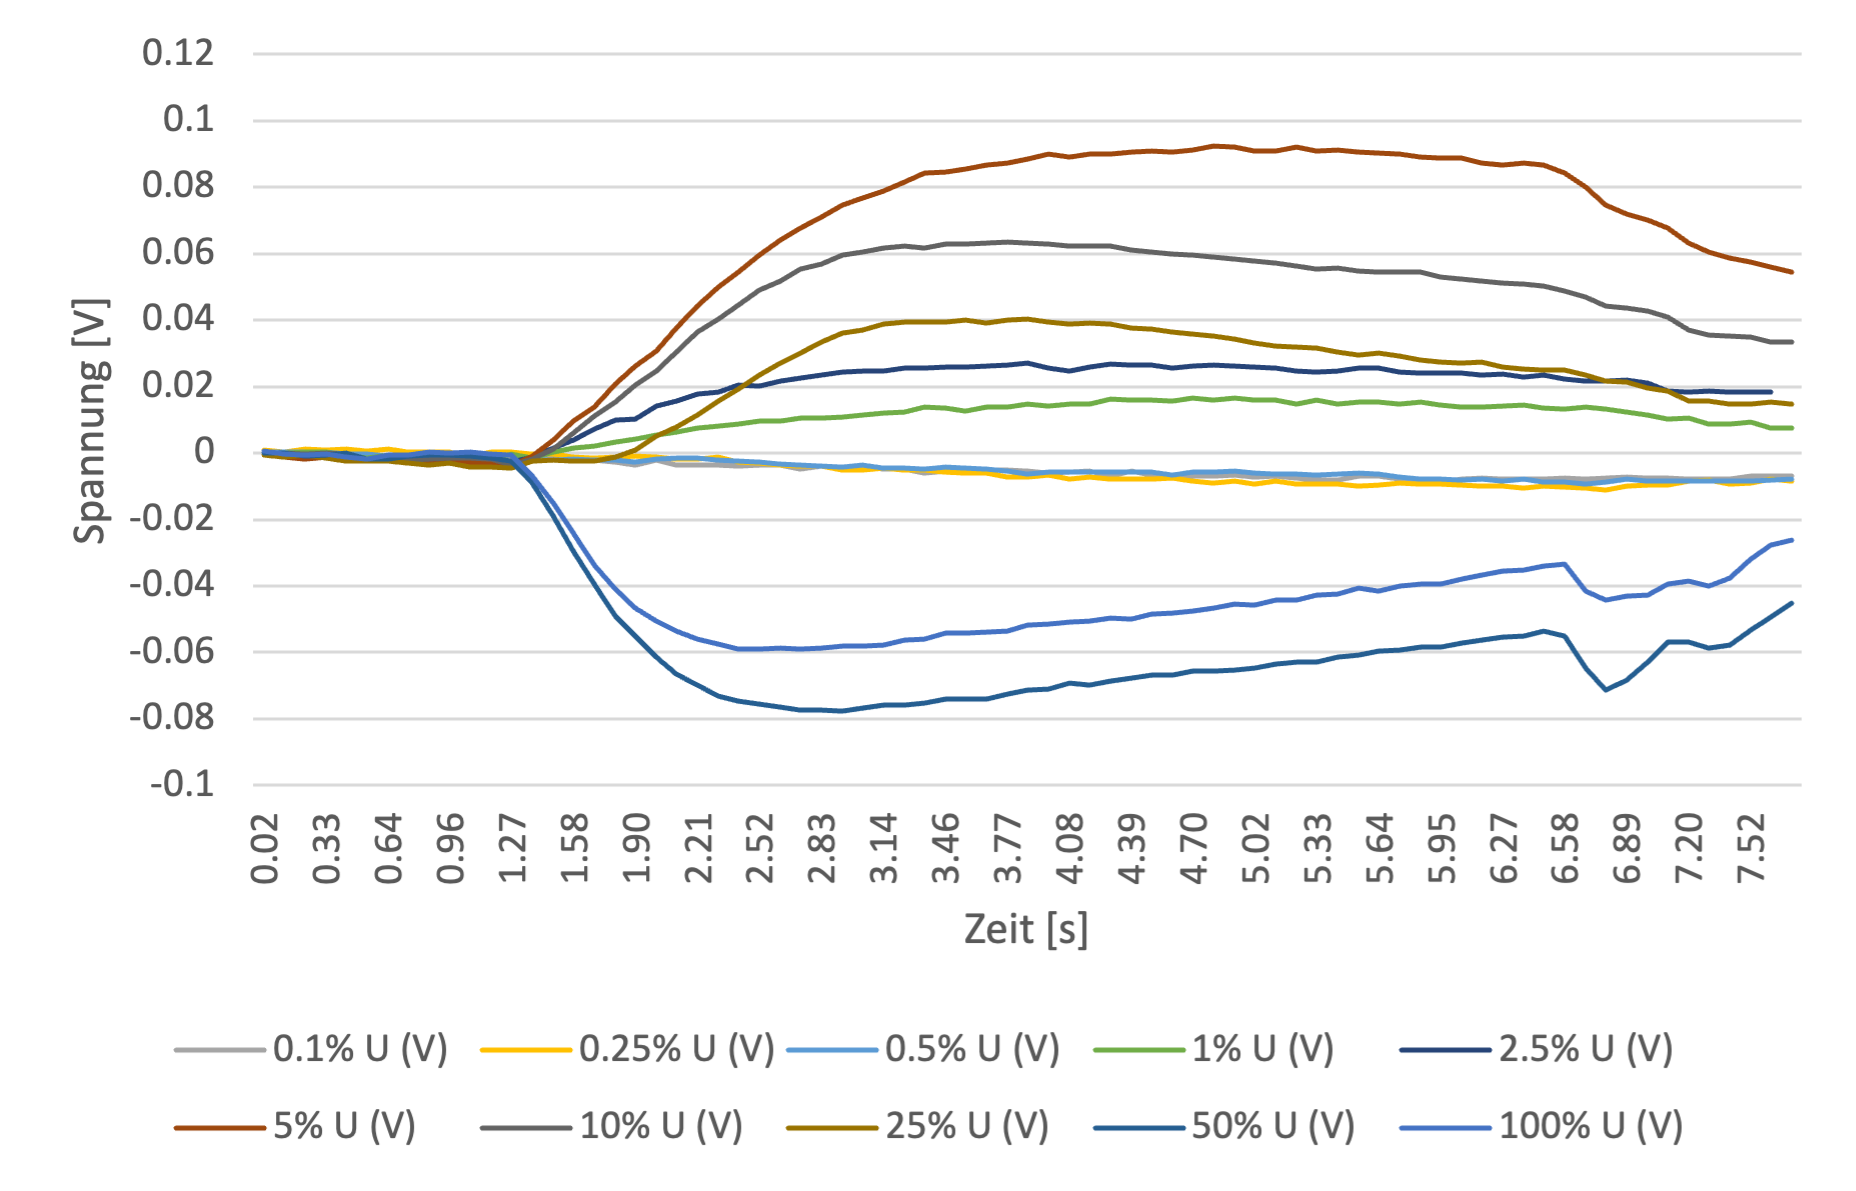 0.12
0.1
0.08
0.06
0.04
0.02
0
-0.02
-0.04
-0.06
-0.08
-0.1
Spannung [V]
0.02 0.33 0.64 0.96 1.27 1.58 1.90 2.21 2.52 2.83 3.14 3.46 3.77 4.08 4.39 4.70 5.02 5.33 5.64 5.95 6.27 6.58 6.89 7.20 7.52
Zeit [s]
0.1% U (V) 0.25% U (V) 0.5% U (V) 1% U (V) 2.5% U (V)
5% U (V) 10% U (V) 25% U (V) 50% U (V) 100% U (V)